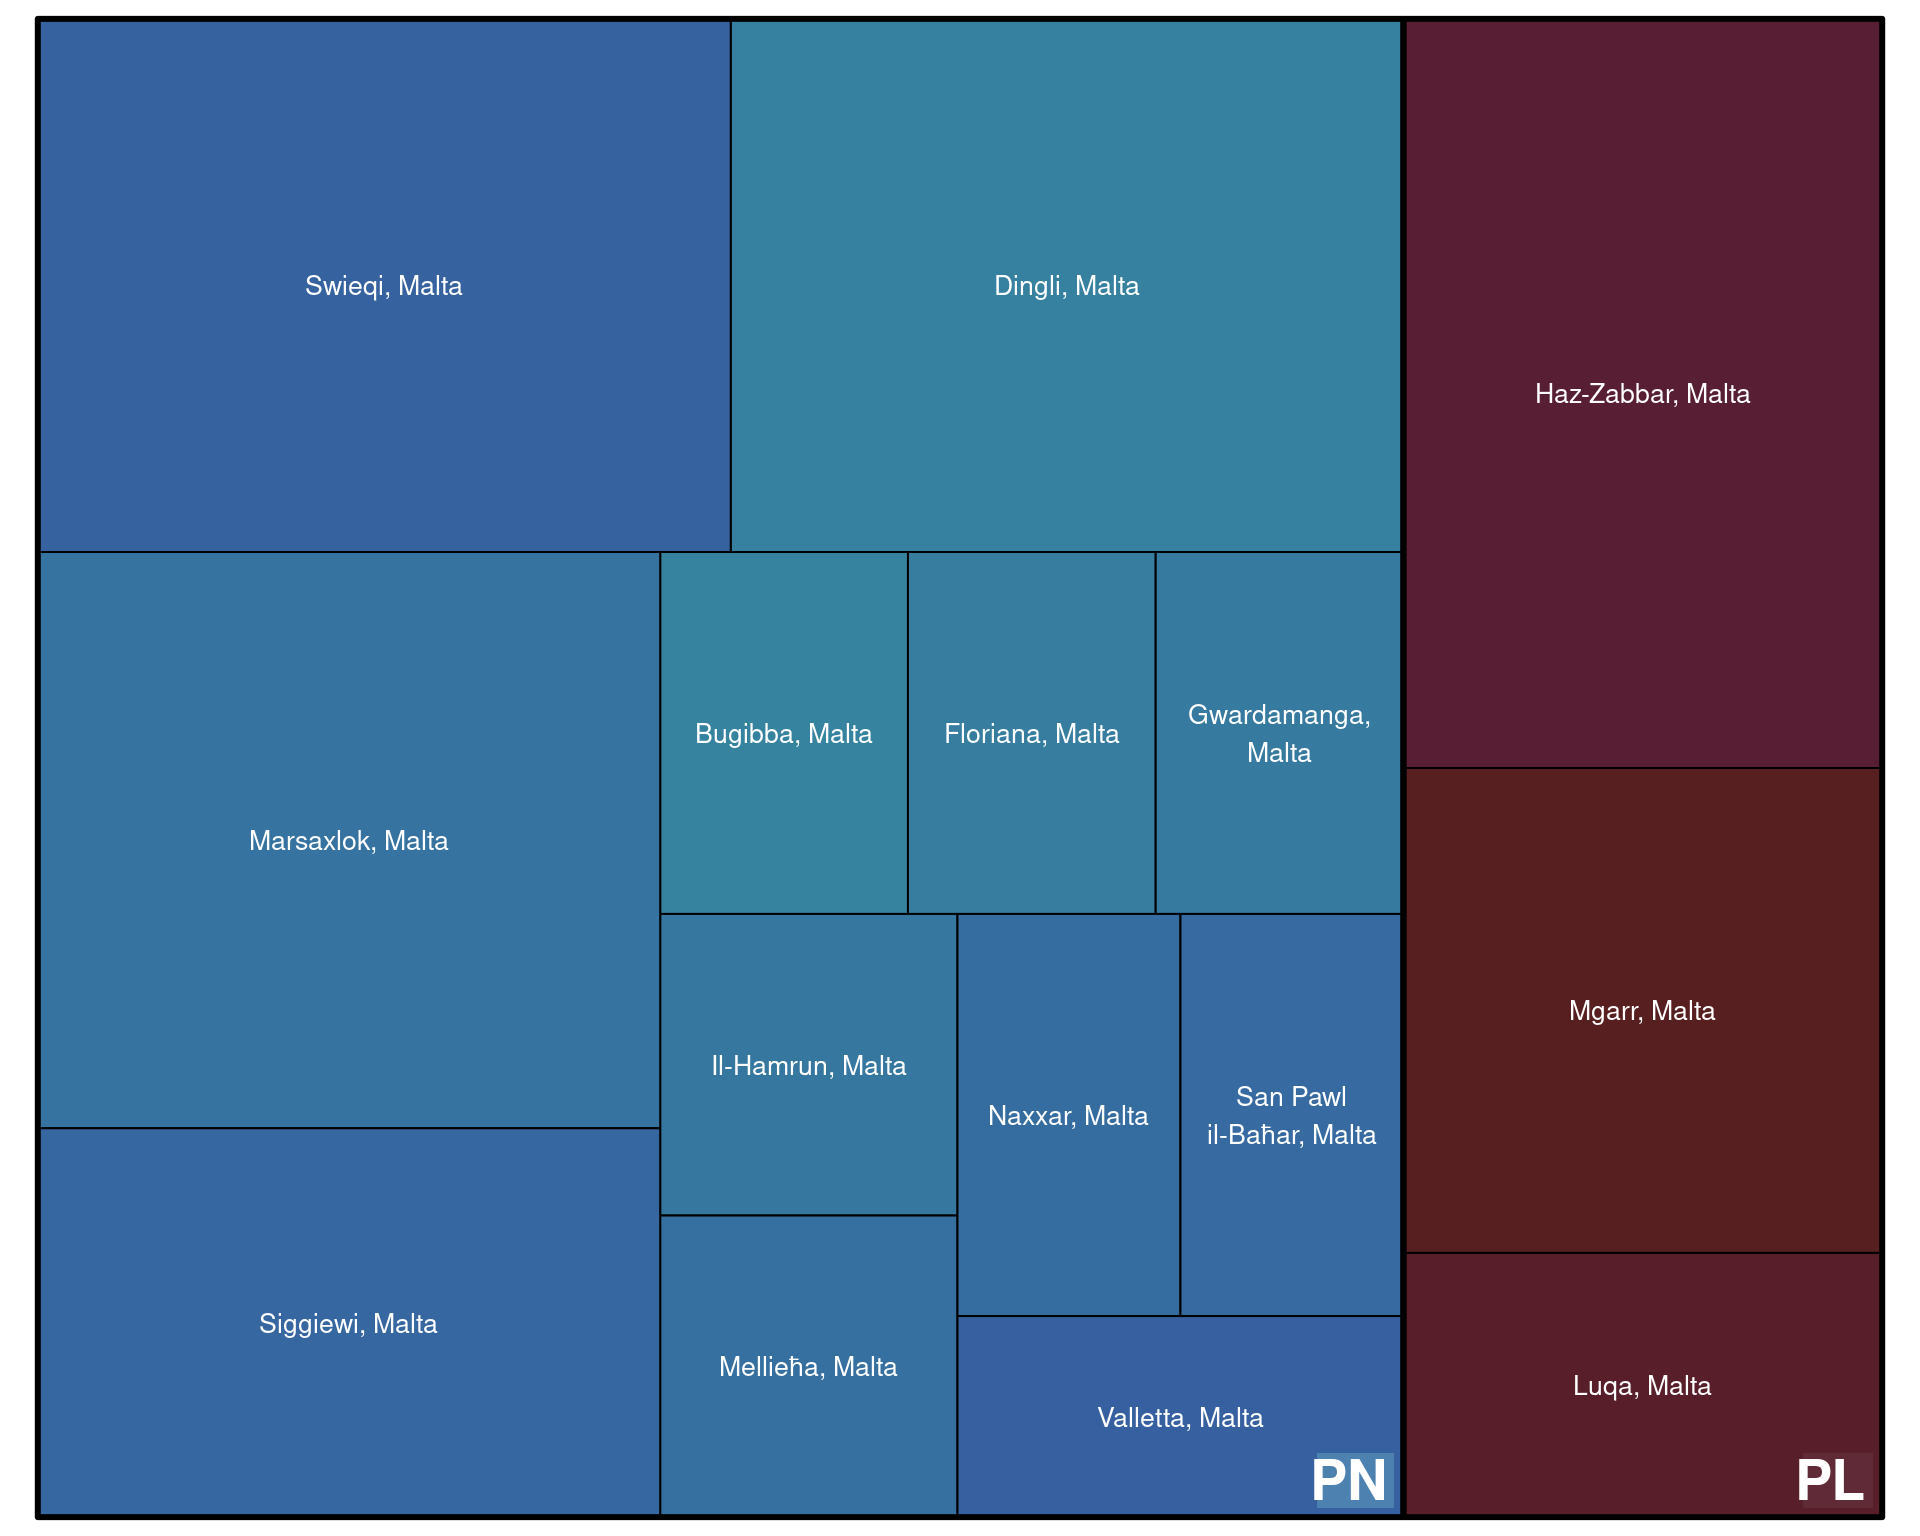 Swieqi, Malta
Dingli, Malta
Haz-Zabbar, Malta
Marsaxlok, Malta
Bugibba, Malta
Floriana, Malta
Gwardamanga,
Malta
Il-Hamrun, Malta
Naxxar, Malta
San Pawl
il-Baħar, Malta
Mgarr, Malta
Siggiewi, Malta
Mellieħa, Malta
Valletta, Malta
Luqa, Malta
PN
PL